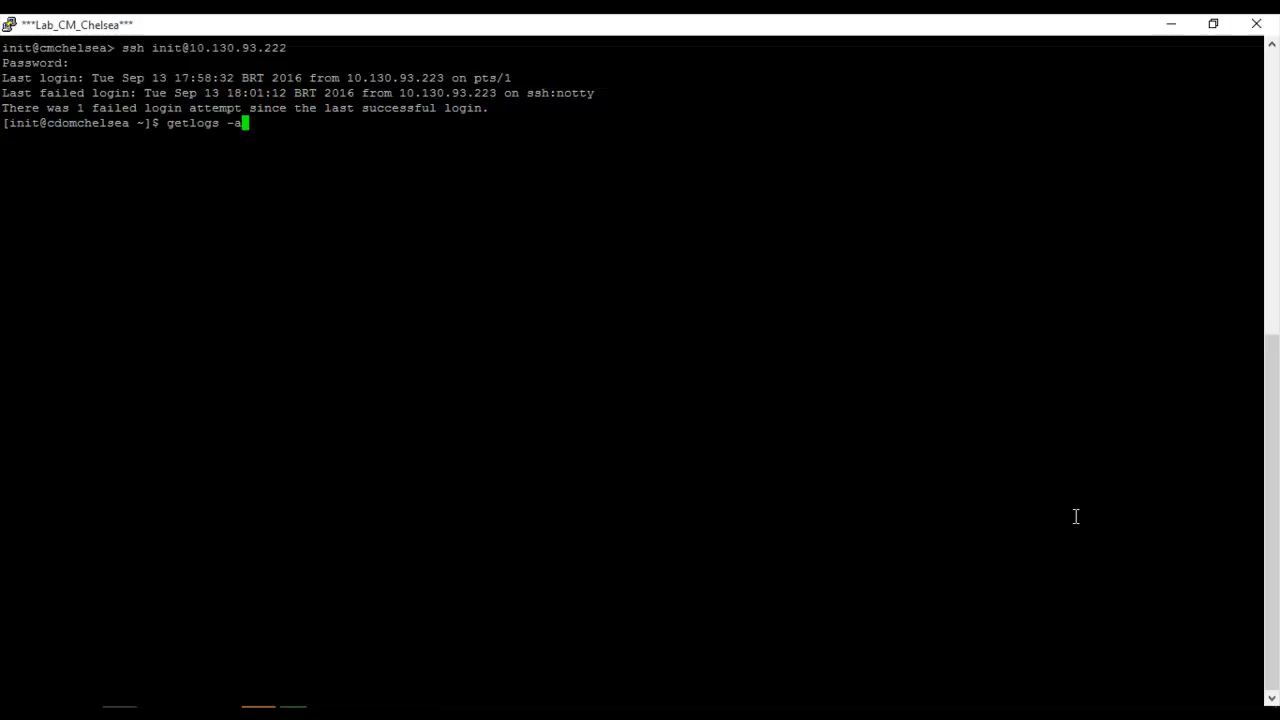 ***Lab_CM_Chelsea***
init@cmchelsea> ssh init@10.130.93.222
Password:
Last login: Tue Sep 13 17:58:32 BRT 2016 from 10.130.93.223 on pts/1
Last failed login: Tue Sep 13 18:01:12 BRT 2016 from 10.130.93.223 on ssh:notty
There was 1 failed login attempt since the last successful login.
[init@cdomchelsea ~]$ getlogs -a